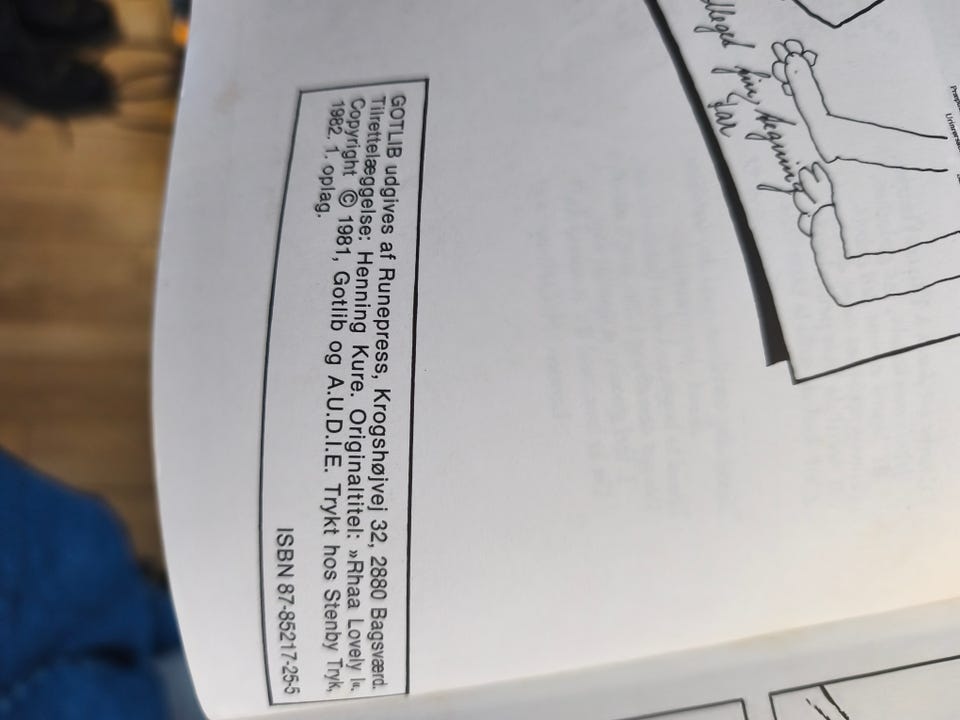 GOTLIB udgives af Runepress, Krogshøjvej 32, 2880 Bagsværd.
Tilrettelæggelse: Henning Kure. Originaltitel: »Rhaa Lovely I«.
Copyright © 1981, Gotlib og A.U.D.I.E. Trykt hos Stenby Tryk,
1982, 1. oplag.
ISBN 87-85217-25-5